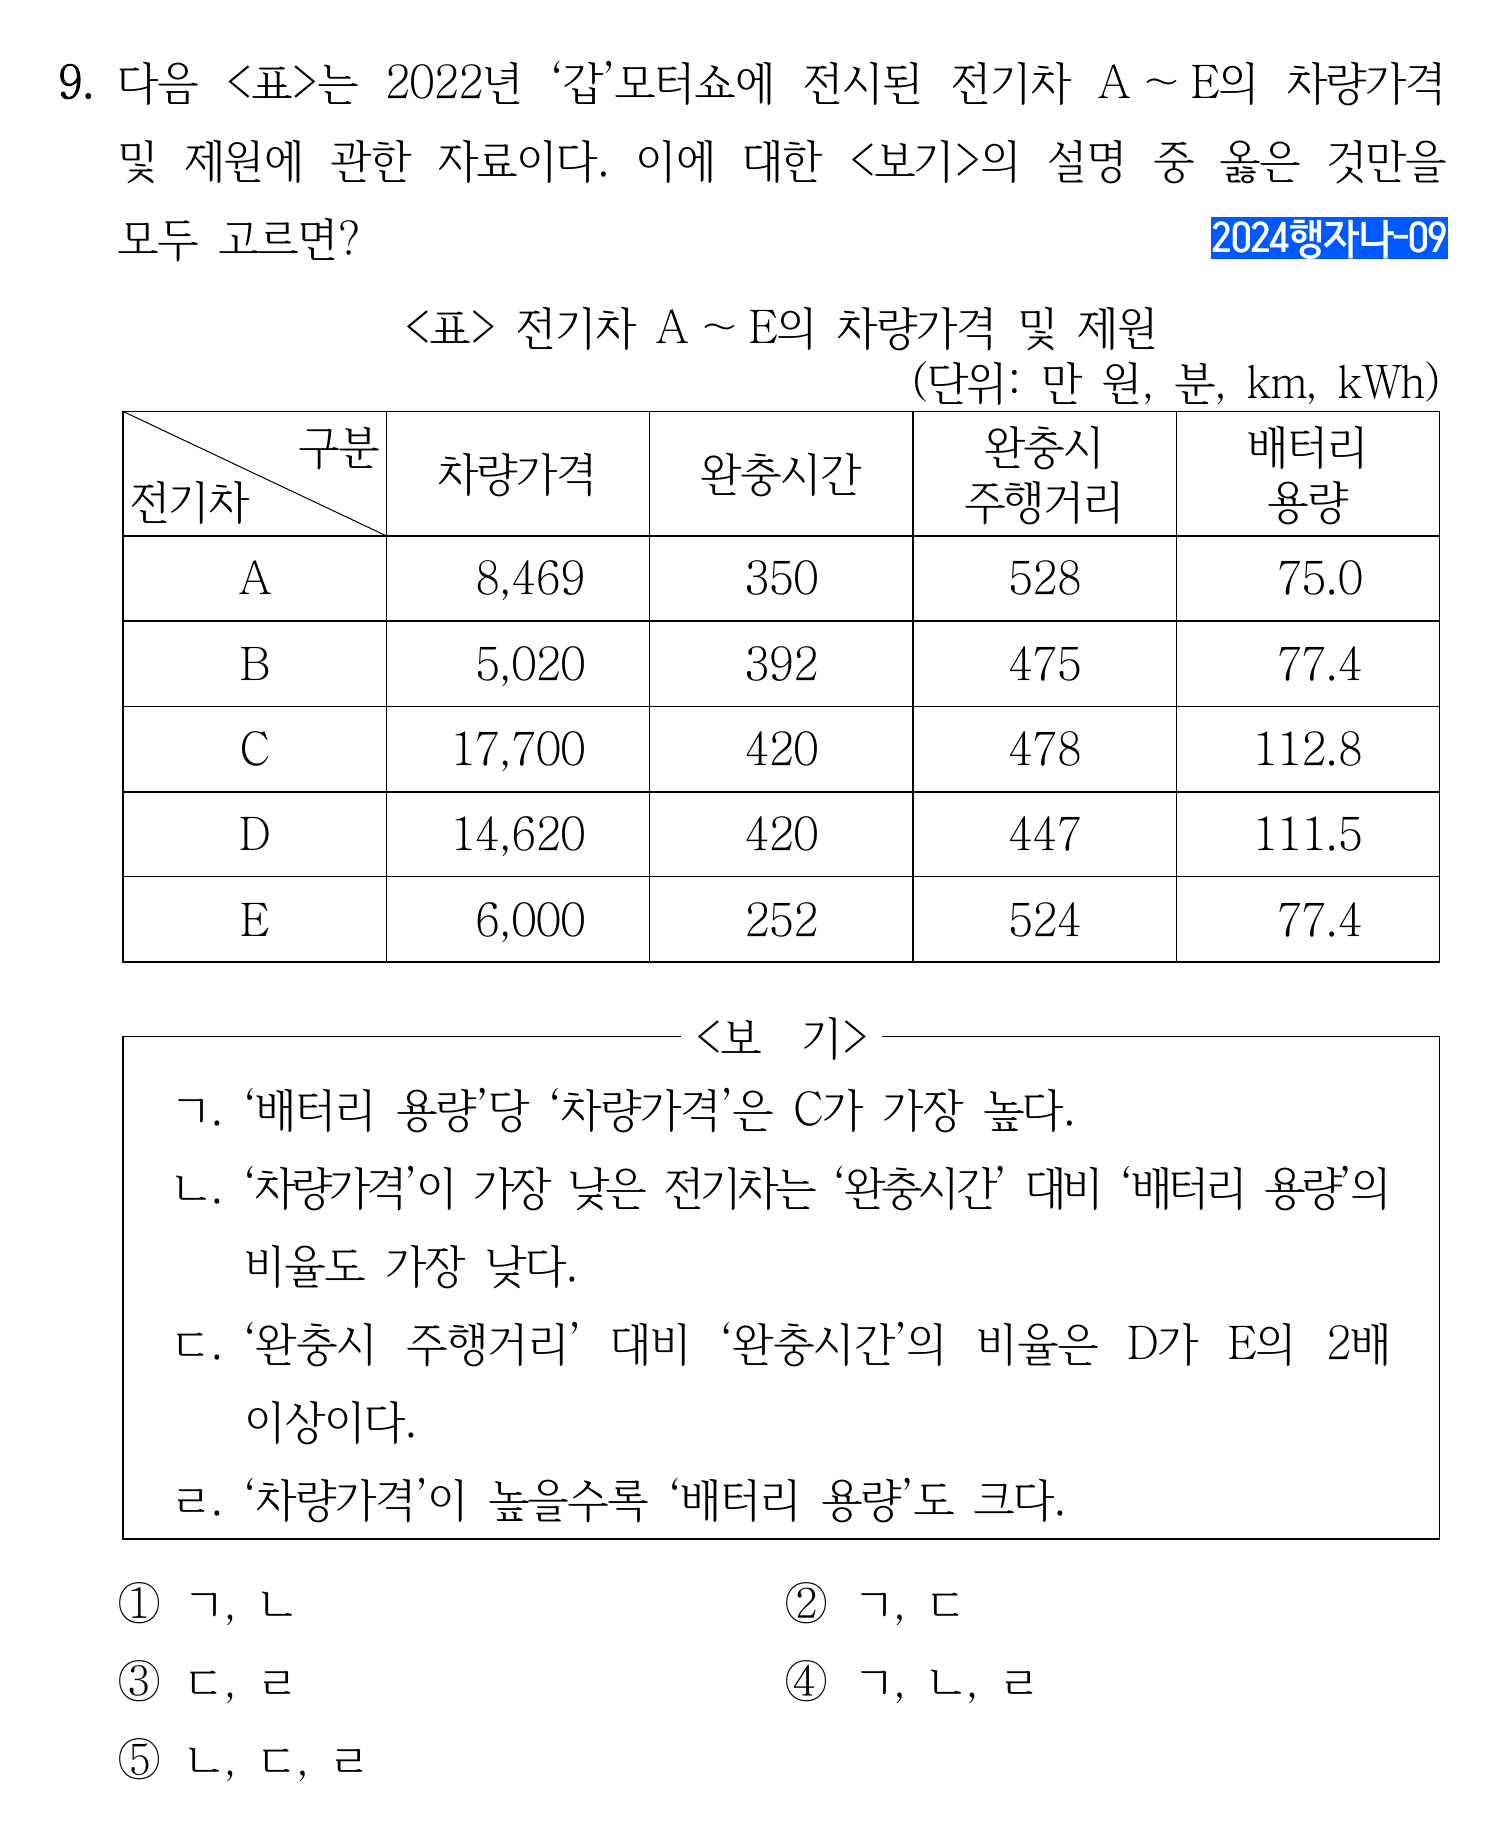 9. 다음 <표>는 2022년 ‘갑’모터쇼에 전시된 전기차 A ~ E의 차량가격
및 제원에 관한 자료이다. 이에 대한 <보기>의 설명 중 옳은 것만을
모두 고르면?
2024행자나-09
<표> 전기차 A ~ E의 차량가격 및 제원
(단위: 만 원, 분, km, kWh)
구분 전기차 차량가격 완충시간 완충시 주행거리 배터리 용량
A 8,469 350 528 75.0
B 5,020 392 475 77.4
C 17,700 420 478 112.8
D 14,620 420 447 111.5
E 6,000 252 524 77.4
<보 기>
ㄱ. ‘배터리 용량’당 ‘차량가격’은 C가 가장 높다.
ㄴ. ‘차량가격’이 가장 낮은 전기차는 ‘완충시간’ 대비 ‘배터리 용량’의
비율도 가장 낮다.
ㄷ. ‘완충시 주행거리’ 대비 ‘완충시간’의 비율은 D가 E의 2배
이상이다.
ㄹ. ‘차량가격’이 높을수록 ‘배터리 용량’도 크다.
① ㄱ, ㄴ ② ㄱ, ㄷ
③ ㄷ, ㄹ ④ ㄱ, ㄴ, ㄹ
⑤ ㄴ, ㄷ, ㄹ